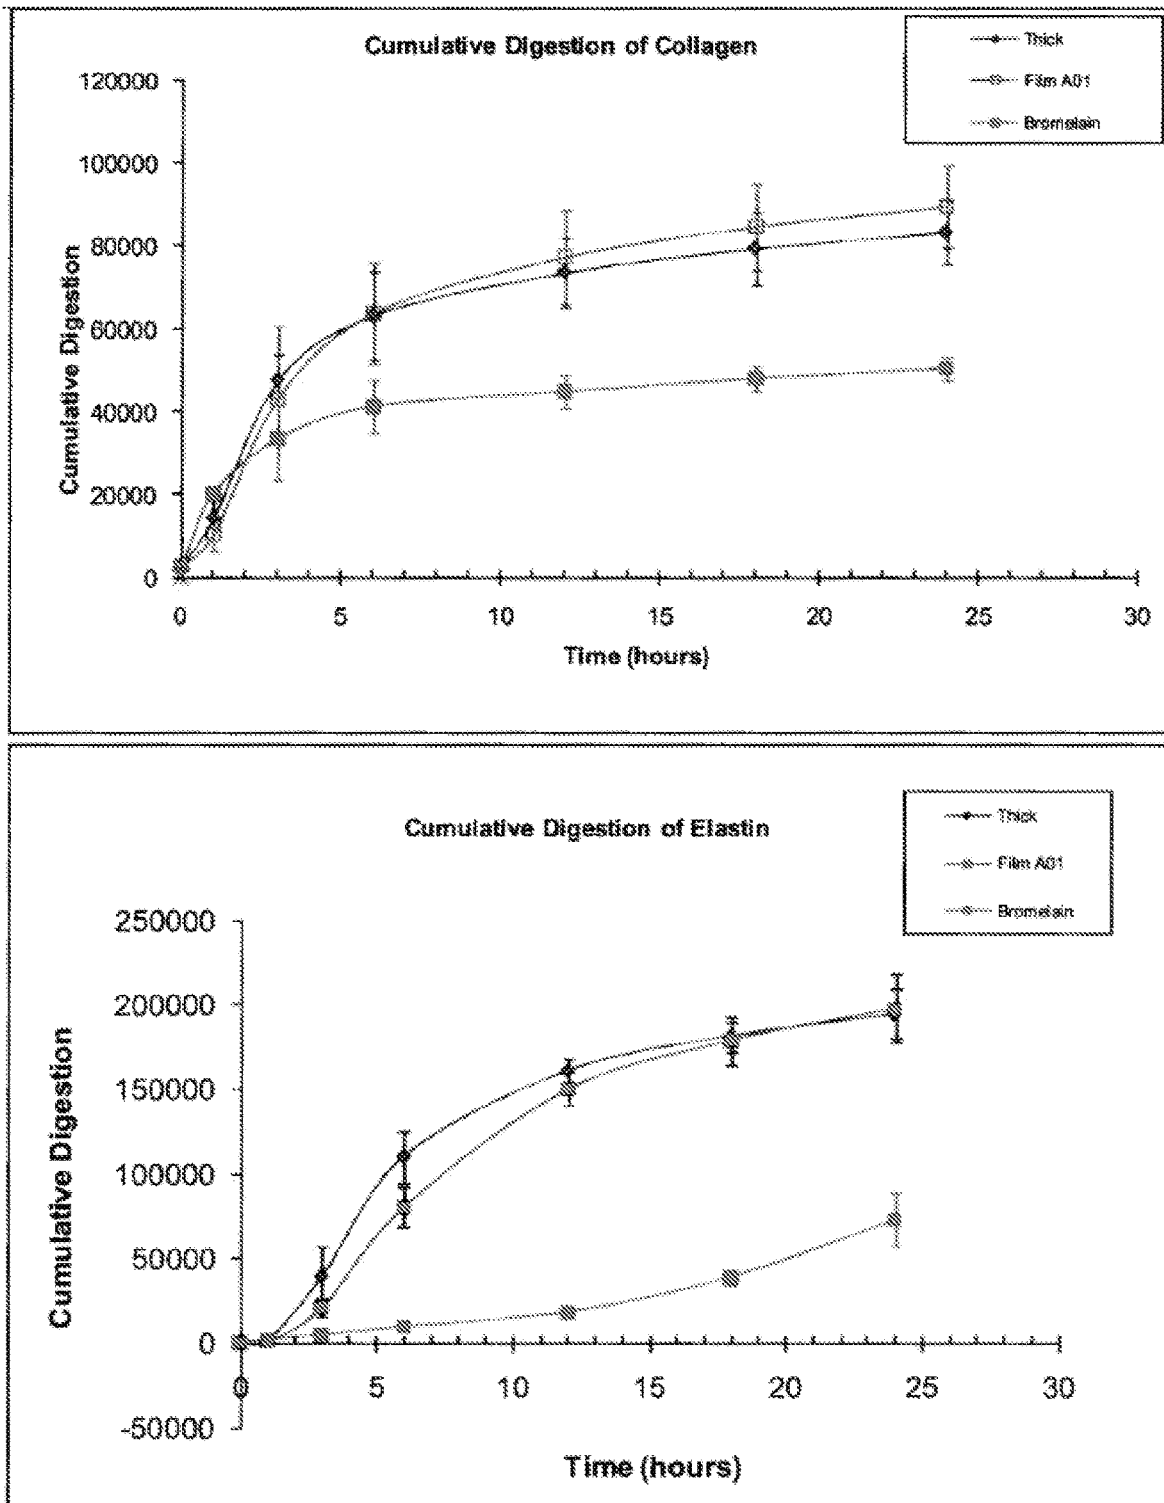 Cumulative Digestion of Collagen
Thick
Film A01
Bromelain
120000
100000
80000
60000
40000
20000
0
Cumulative Digestion
0 5 10 15 20 25 30
Time (hours)
Cumulative Digestion of Elastin
Thick
Film A01
Bromelain
250000
200000
150000
100000
50000
0
-50000
Cumulative Digestion
0 5 10 15 20 25 30
Time (hours)